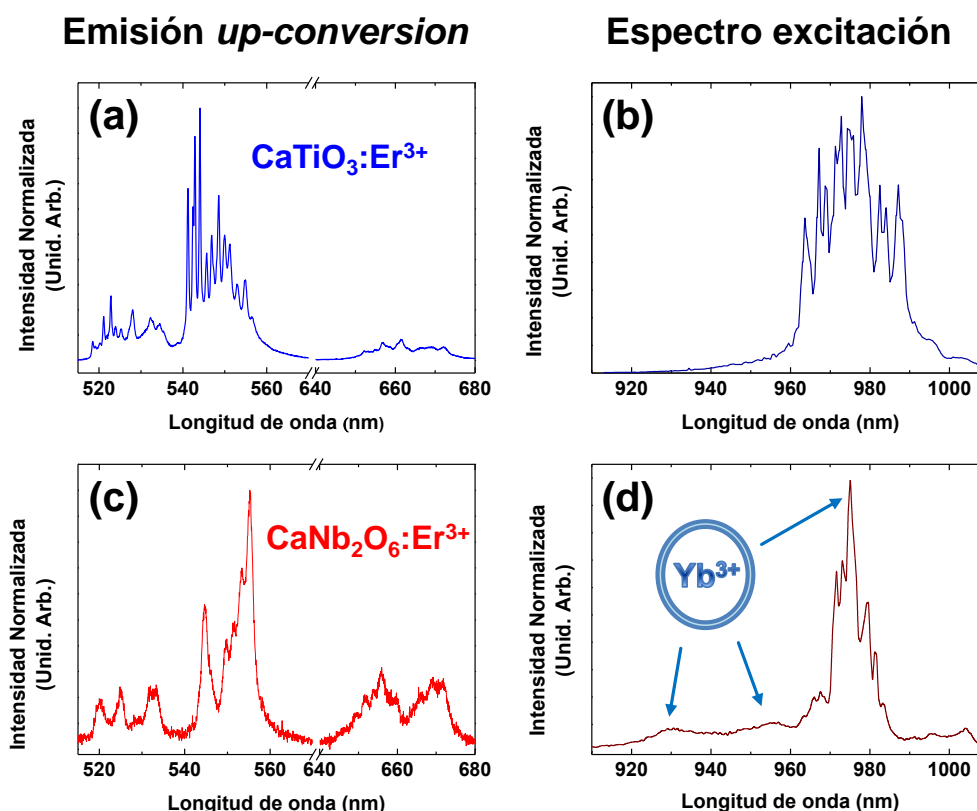 Emisión up-conversion
Espectro excitación
(a)
CaTiO₃:Er³⁺
Intensidad Normalizada
(Unid. Arb.)
520 540 560 640 660 680
Longitud de onda (nm)
(b)
Intensidad Normalizada
(Unid. Arb.)
920 940 960 980 1000
Longitud de onda (nm)
(c)
CaNb₂O₆:Er³⁺
Intensidad Normalizada
(Unid. Arb.)
520 540 560 640 660 680
Longitud de onda (nm)
(d)
Yb³⁺
Intensidad Normalizada
(Unid. Arb.)
920 940 960 980 1000
Longitud de onda (nm)